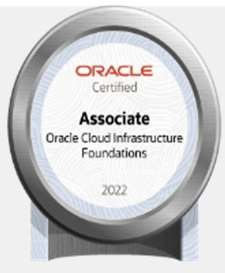 ORACLE
Certified
Associate
Oracle Cloud Infrastructure
Foundations
2022